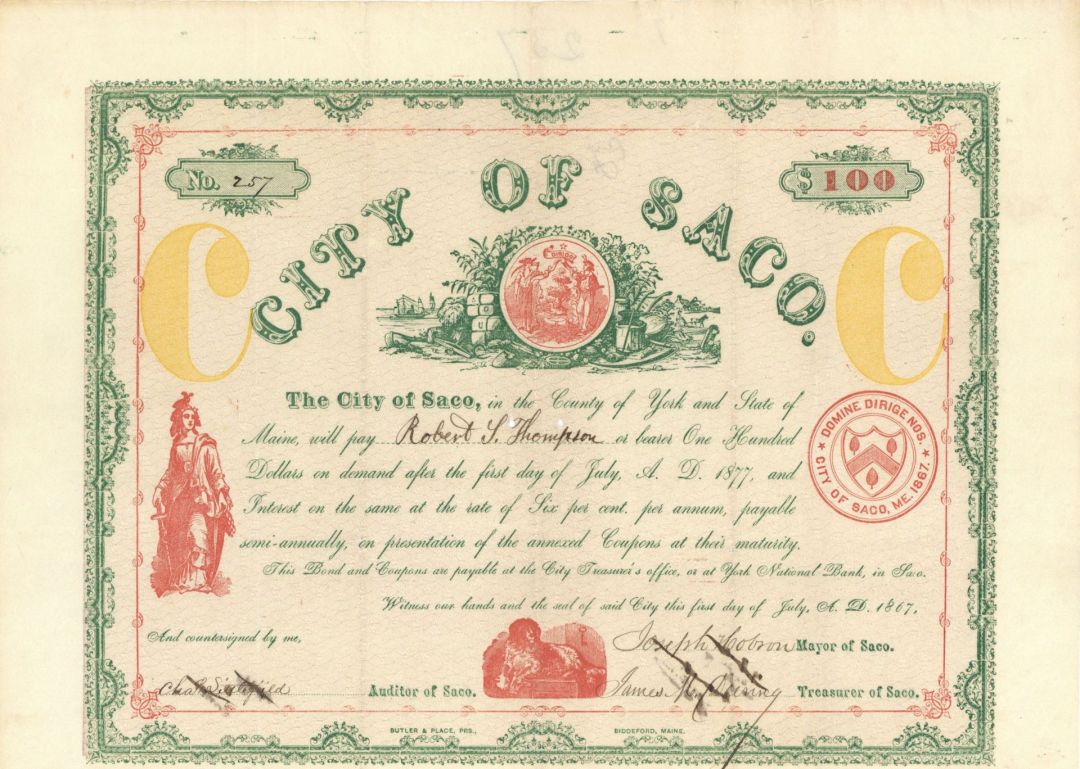 No. 257
$ 100
CITY OF SACO.
C C
DIRIGO
The City of Saco, in the County of York and State of
Maine, will pay Robert S. Thompson or bearer One Hundred
Dollars on demand after the first day of July, A. D. 1877, and
Interest on the same at the rate of Six per cent. per annum, payable
semi-annually, on presentation of the annexed Coupons at their maturity.
DOMINE DIRIGE NOS.
CITY OF SACO, ME. 1867.
This Bond and Coupons are payable at the City Treasurer's office, or at York National Bank, in Saco.
Witness our hands and the seal of said City this first day of July, A. D. 1867.
And countersigned by me,
Joseph Hobson Mayor of Saco.
Auditor of Saco.
James M. Deering Treasurer of Saco.
BUTLER & PLACE, PRS., BIDDEFORD, MAINE.